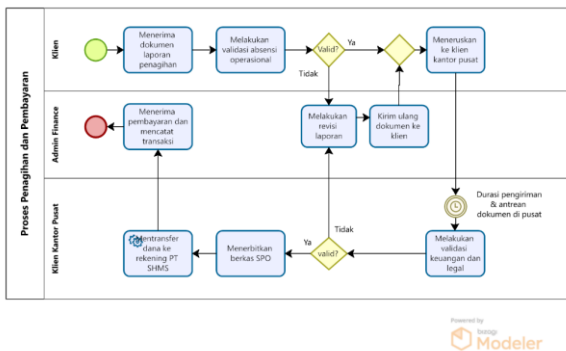 Proses Penagihan dan Pembayaran
Klien
Menerima
dokumen
laporan
penagihan
Melakukan
validasi absensi
operasional
Valid?
Ya
Tidak
Meneruskan
ke klien
kantor pusat
Admin Finance
Menerima
pembayaran dan
mencatat
transaksi
Melakukan
revisi
laporan
Kirim ulang
dokumen ke
klien
Klien Kantor Pusat
Durasi pengiriman
& antrean
dokumen di pusat
Mentransfer
dana ke
rekening PT
SHMS
Menerbitkan
berkas SPO
Ya
valid?
Tidak
Melakukan
validasi
keuangan dan
legal
Powered by
bizagi
Modeler